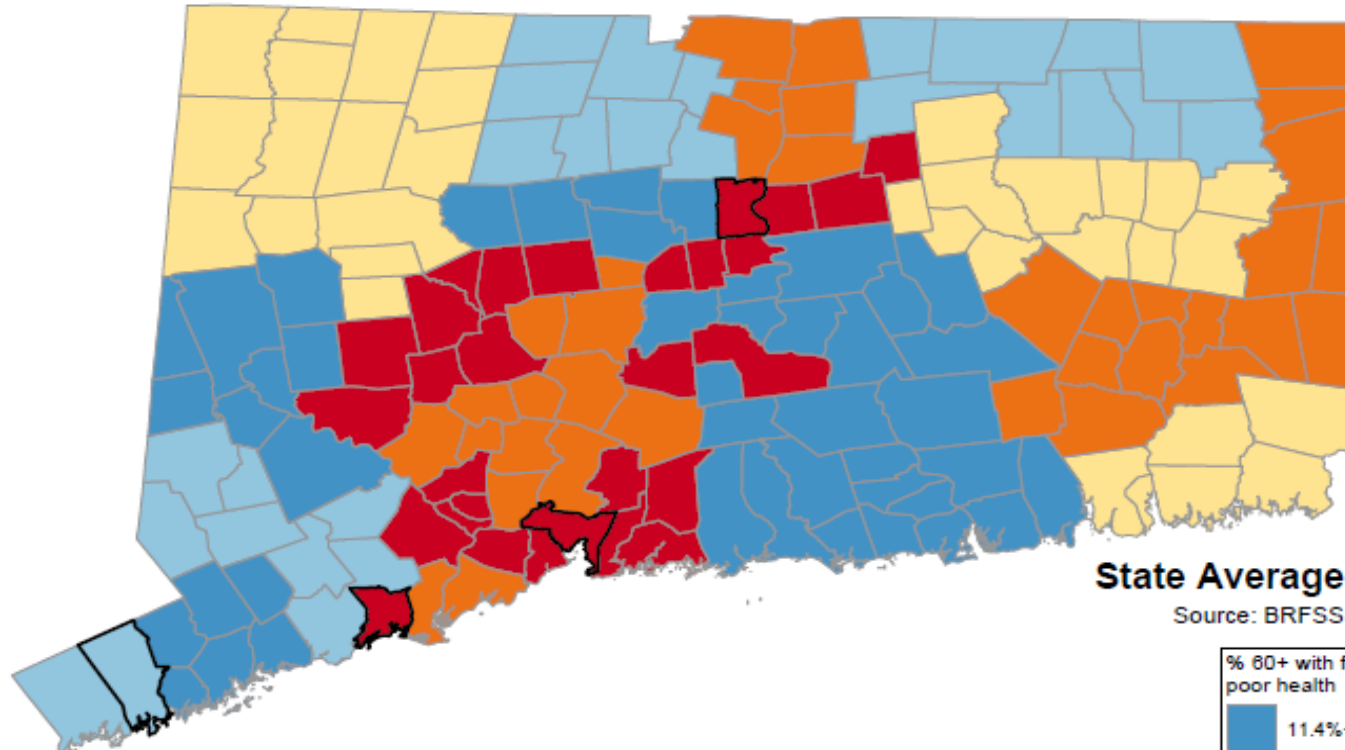 State Average
Source: BRFSS
% 60+ with
poor health
11.4%